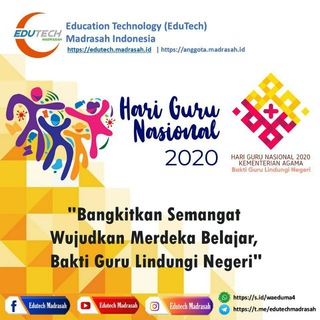 EDUTECH
MADRASAH
Education Technology (EduTech)
Madrasah Indonesia
https://edutech.madrasah.id | https://anggota.madrasah.id
Hari Guru
Nasional
2020
HARI GURU NASIONAL 2020
KEMENTERIAN AGAMA
Bakti Guru Lindungi Negeri
"Bangkitkan Semangat
Wujudkan Merdeka Belajar,
Bakti Guru Lindungi Negeri"
Edutech Madrasah
Edutech Madrasah
Edutech Madrasah
https://s.id/waeduma4
https://t.me/edutechmadrasah